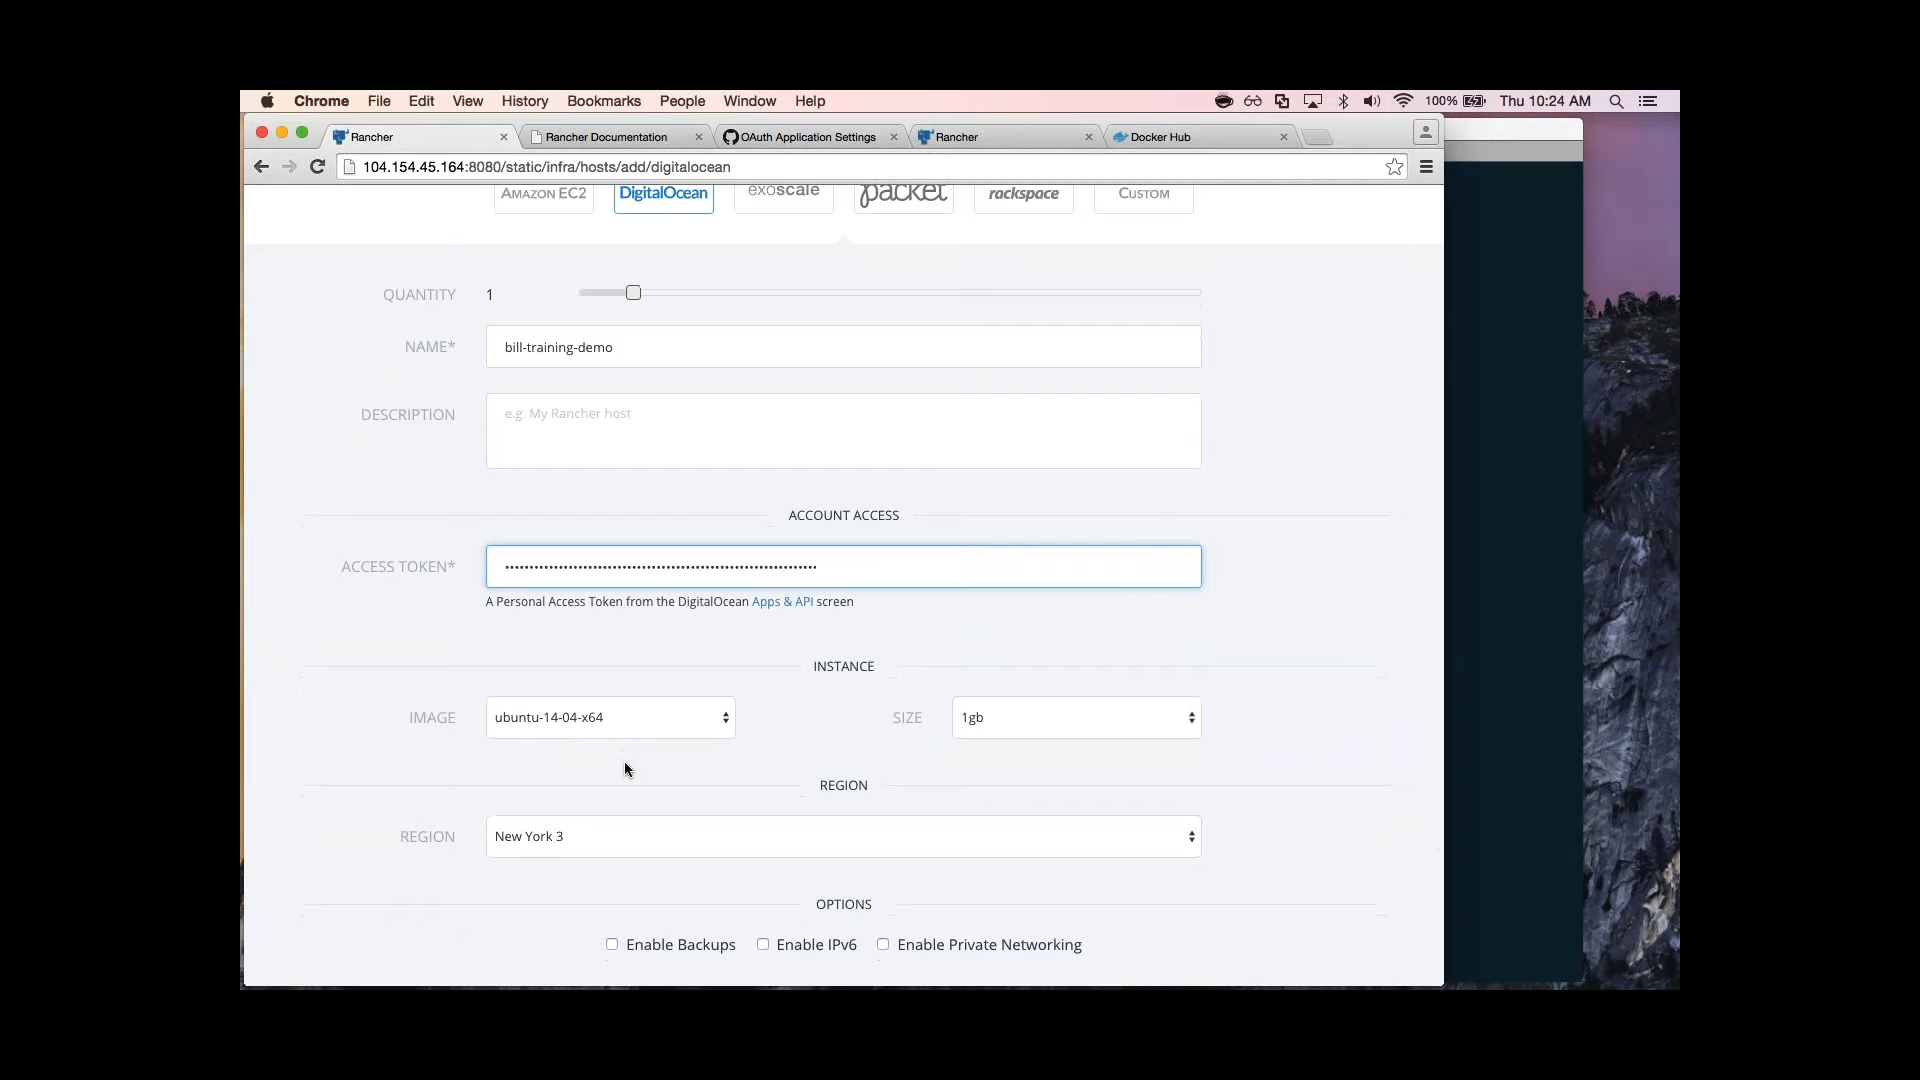 Chrome File Edit View History Bookmarks People Window Help 100% Thu 10:24 AM
Rancher Rancher Documentation OAuth Application Settings Rancher Docker Hub
104.154.45.164:8080/static/infra/hosts/add/digitalocean
AMAZON EC2 DigitalOcean exoscale packet rackspace CUSTOM
QUANTITY 1
NAME* bill-training-demo
DESCRIPTION e.g. My Rancher host
ACCOUNT ACCESS
ACCESS TOKEN*
A Personal Access Token from the DigitalOcean Apps & API screen
INSTANCE
IMAGE ubuntu-14-04-x64 SIZE 1gb
REGION
REGION New York 3
OPTIONS
Enable Backups Enable IPv6 Enable Private Networking